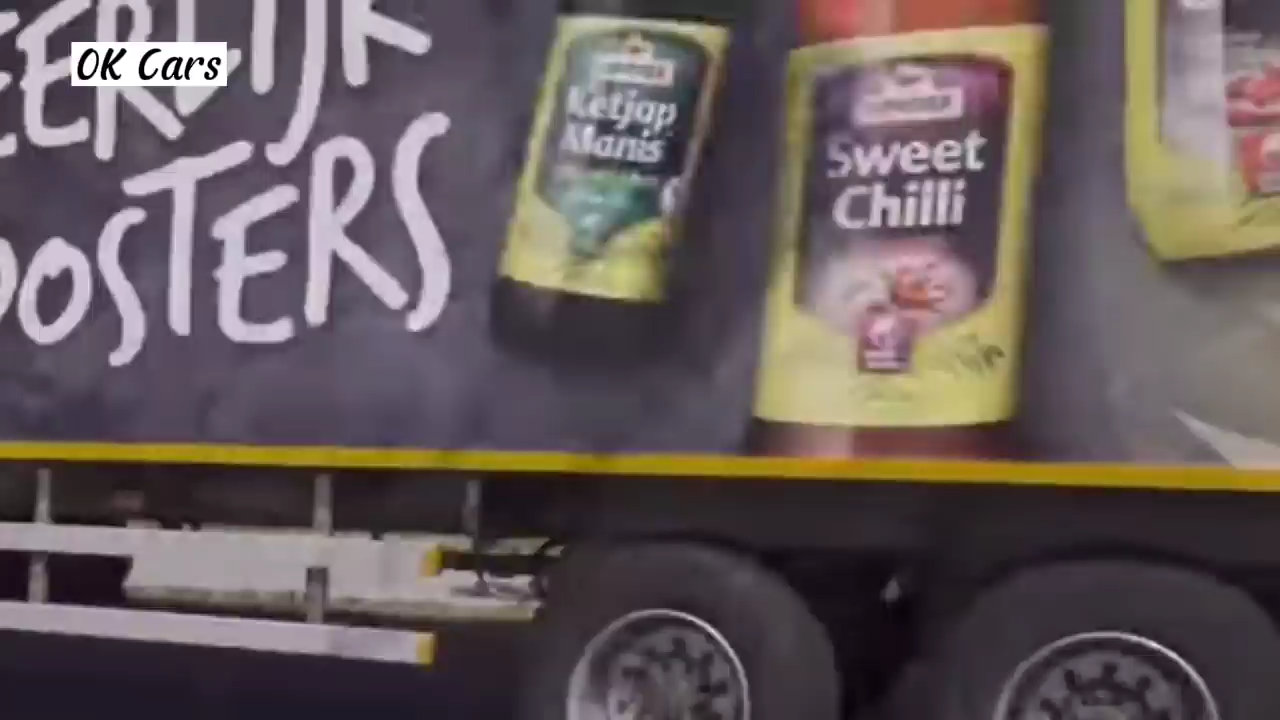 OK Cars
EERLIJK
OOSTERS
Ketjap
Manis
Sweet
Chilli